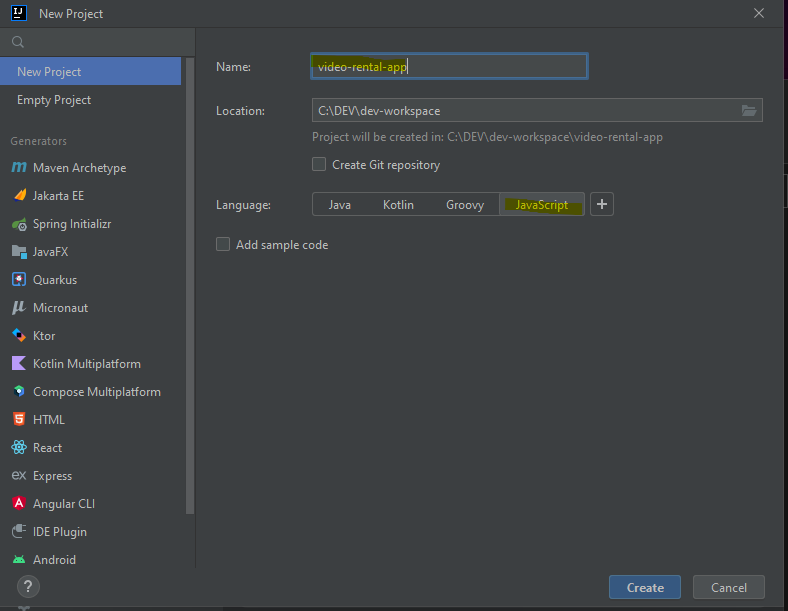 IJ New Project
New Project
Empty Project
Generators
m Maven Archetype
Jakarta EE
Spring Initializr
JavaFX
Quarkus
μ Micronaut
Ktor
Kotlin Multiplatform
Compose Multiplatform
5 HTML
React
ex Express
A Angular CLI
IDE Plugin
Android
?
Name: video-rental-app
Location: C:\DEV\dev-workspace
Project will be created in: C:\DEV\dev-workspace\video-rental-app
Create Git repository
Language: Java Kotlin Groovy JavaScript +
Add sample code
Create Cancel